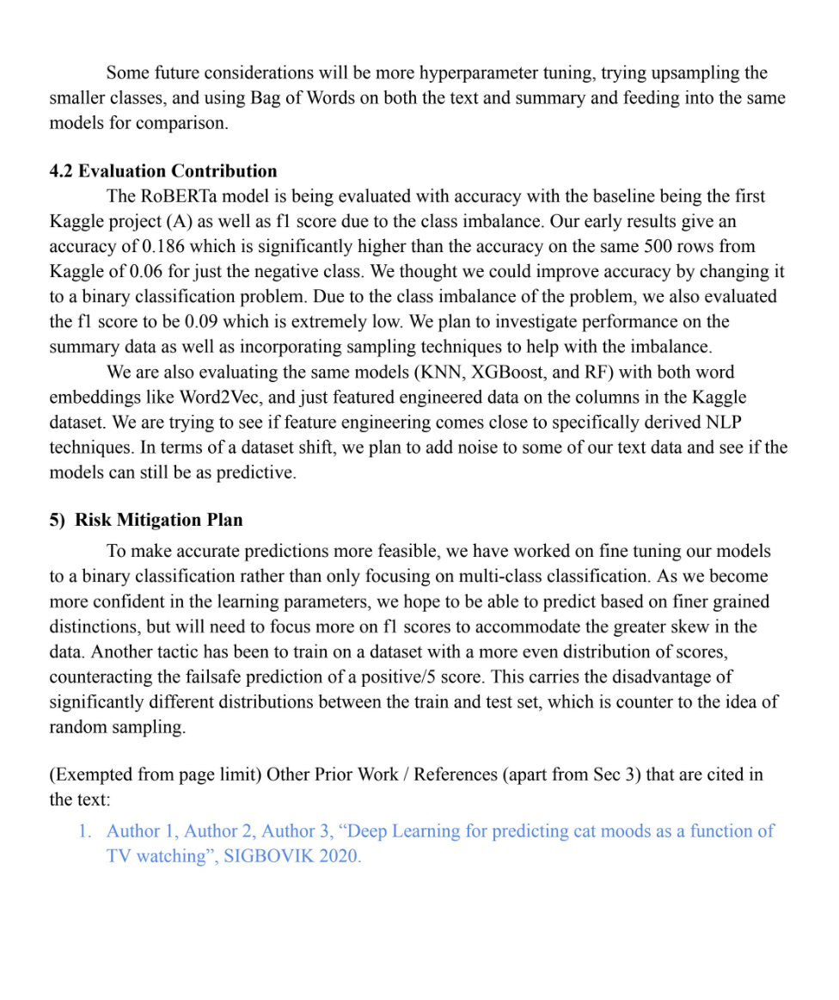 Some future considerations will be more hyperparameter tuning, trying upsampling the
smaller classes, and using Bag of Words on both the text and summary and feeding into the same
models for comparison.
4.2 Evaluation Contribution
The RoBERTa model is being evaluated with accuracy with the baseline being the first
Kaggle project (A) as well as f1 score due to the class imbalance. Our early results give an
accuracy of 0.186 which is significantly higher than the accuracy on the same 500 rows from
Kaggle of 0.06 for just the negative class. We thought we could improve accuracy by changing it
to a binary classification problem. Due to the class imbalance of the problem, we also evaluated
the f1 score to be 0.09 which is extremely low. We plan to investigate performance on the
summary data as well as incorporating sampling techniques to help with the imbalance.
We are also evaluating the same models (KNN, XGBoost, and RF) with both word
embeddings like Word2Vec, and just featured engineered data on the columns in the Kaggle
dataset. We are trying to see if feature engineering comes close to specifically derived NLP
techniques. In terms of a dataset shift, we plan to add noise to some of our text data and see if the
models can still be as predictive.
5) Risk Mitigation Plan
To make accurate predictions more feasible, we have worked on fine tuning our models
to a binary classification rather than only focusing on multi-class classification. As we become
more confident in the learning parameters, we hope to be able to predict based on finer grained
distinctions, but will need to focus more on f1 scores to accommodate the greater skew in the
data. Another tactic has been to train on a dataset with a more even distribution of scores,
counteracting the failsafe prediction of a positive/5 score. This carries the disadvantage of
significantly different distributions between the train and test set, which is counter to the idea of
random sampling.
(Exempted from page limit) Other Prior Work / References (apart from Sec 3) that are cited in
the text:
1. Author 1, Author 2, Author 3, “Deep Learning for predicting cat moods as a function of
TV watching”, SIGBOVIK 2020.